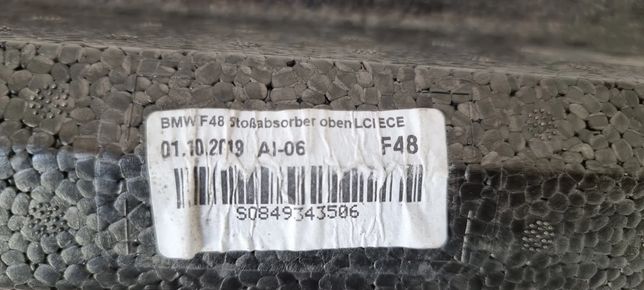 BMW F48 Stoßabsorber oben LCI ECE
01.10.2019 AI-06 F48
S0849343506